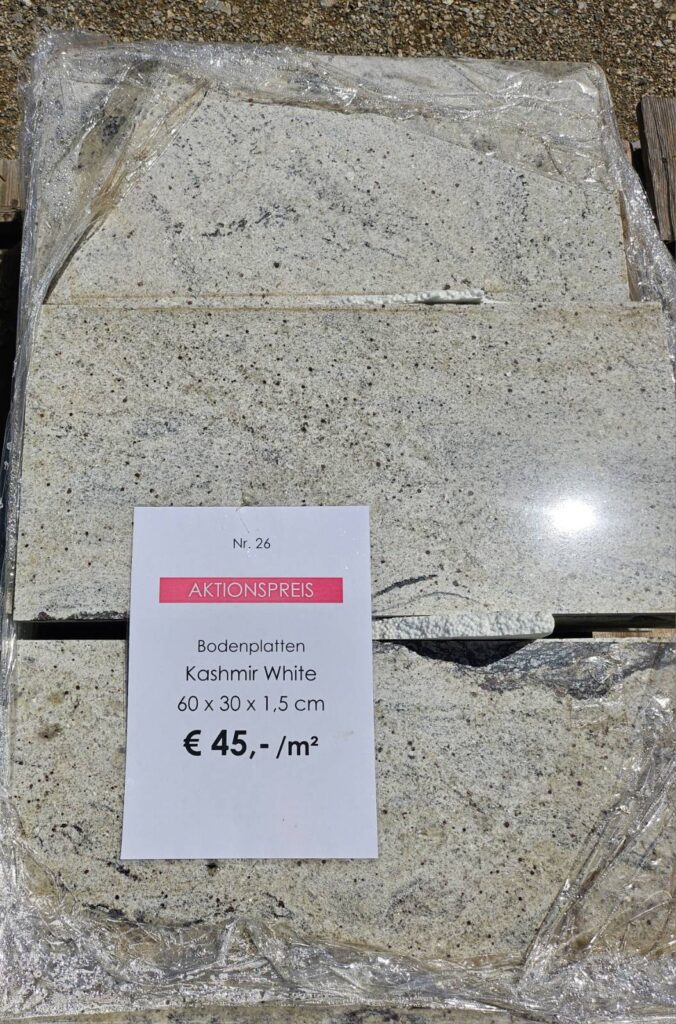 Nr. 26
AKTIONSPREIS
Bodenplatten
Kashmir White
60 x 30 x 1,5 cm
€ 45,- /m²